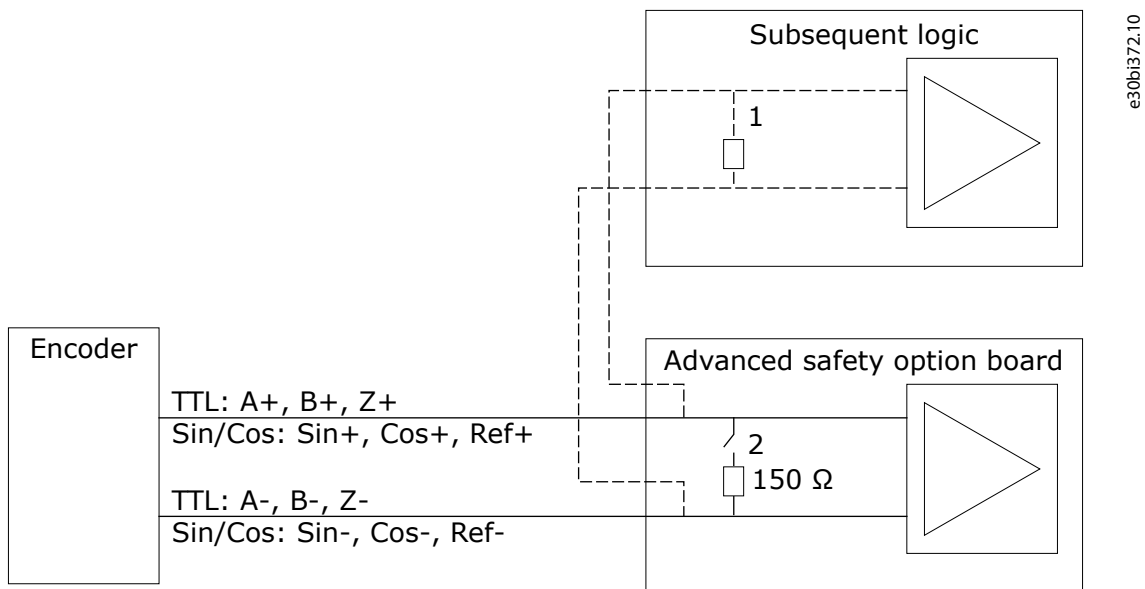 Subsequent logic
e30bi372.10
1
Encoder
Advanced safety option board
TTL: A+, B+, Z+
Sin/Cos: Sin+, Cos+, Ref+
2
150 Ω
TTL: A-, B-, Z-
Sin/Cos: Sin-, Cos-, Ref-